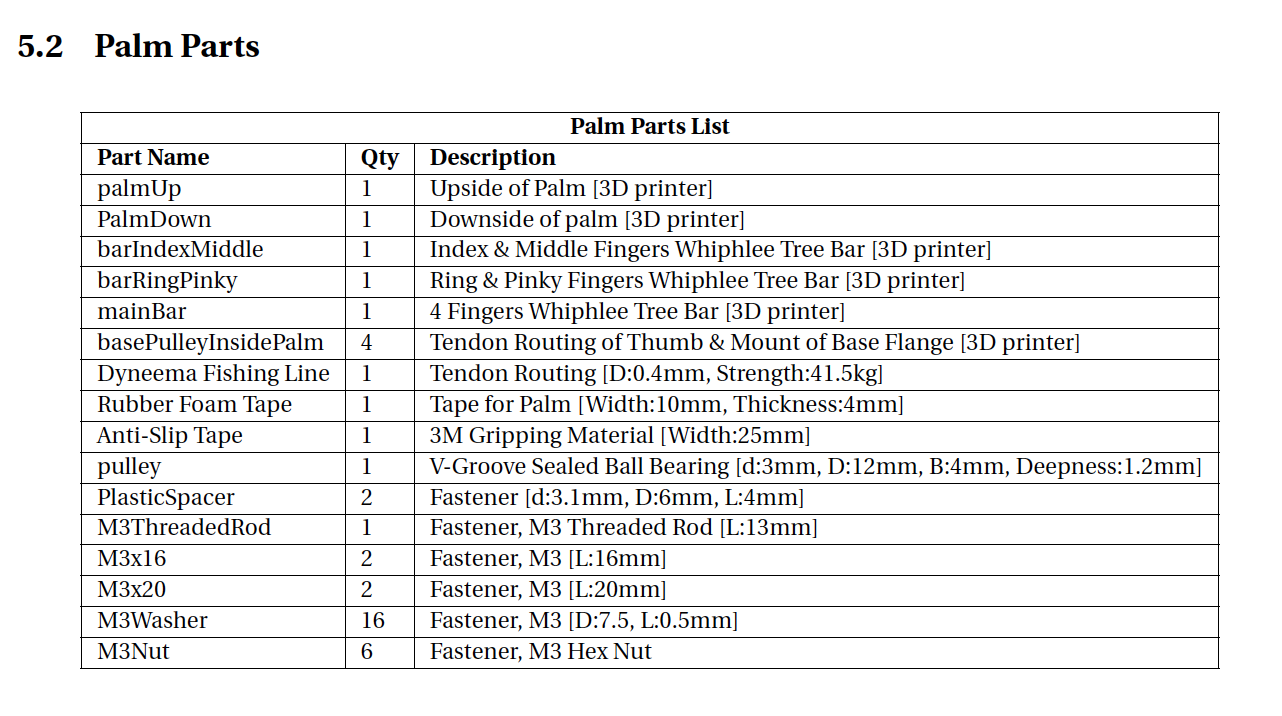 5.2 Palm Parts
Palm Parts List
Part Name Qty Description
palmUp 1 Upside of Palm [3D printer]
PalmDown 1 Downside of palm [3D printer]
barIndexMiddle 1 Index & Middle Fingers Whiphlee Tree Bar [3D printer]
barRingPinky 1 Ring & Pinky Fingers Whiphlee Tree Bar [3D printer]
mainBar 1 4 Fingers Whiphlee Tree Bar [3D printer]
basePulleyInsidePalm 4 Tendon Routing of Thumb & Mount of Base Flange [3D printer]
Dyneema Fishing Line 1 Tendon Routing [D:0.4mm, Strength:41.5kg]
Rubber Foam Tape 1 Tape for Palm [Width:10mm, Thickness:4mm]
Anti-Slip Tape 1 3M Gripping Material [Width:25mm]
pulley 1 V-Groove Sealed Ball Bearing [d:3mm, D:12mm, B:4mm, Deepness:1.2mm]
PlasticSpacer 2 Fastener [d:3.1mm, D:6mm, L:4mm]
M3ThreadedRod 1 Fastener, M3 Threaded Rod [L:13mm]
M3x16 2 Fastener, M3 [L:16mm]
M3x20 2 Fastener, M3 [L:20mm]
M3Washer 16 Fastener, M3 [D:7.5, L:0.5mm]
M3Nut 6 Fastener, M3 Hex Nut